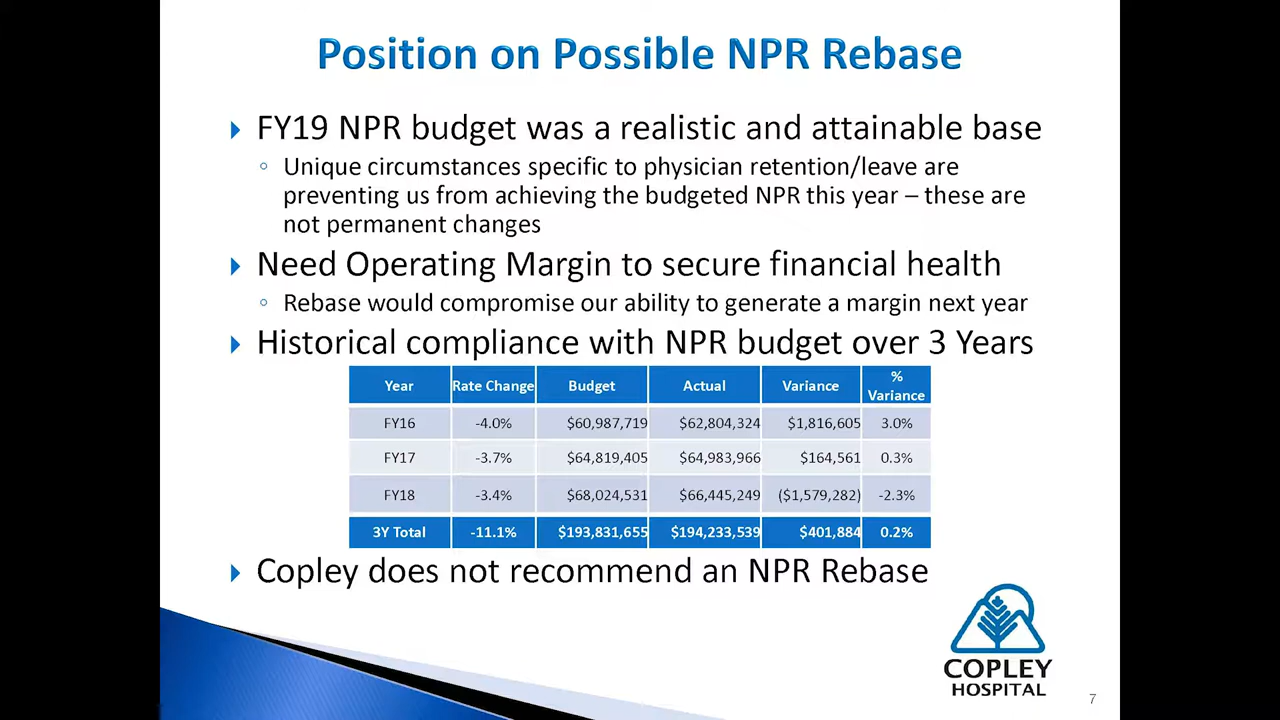 Position on Possible NPR Rebase
FY19 NPR budget was a realistic and attainable base
Unique circumstances specific to physician retention/leave are
preventing us from achieving the budgeted NPR this year – these are
not permanent changes
Need Operating Margin to secure financial health
Rebase would compromise our ability to generate a margin next year
Historical compliance with NPR budget over 3 Years
Year Rate Change Budget Actual Variance % Variance
FY16 -4.0% $60,987,719 $62,804,324 $1,816,605 3.0%
FY17 -3.7% $64,819,405 $64,983,966 $164,561 0.3%
FY18 -3.4% $68,024,531 $66,445,249 ($1,579,282) -2.3%
3Y Total -11.1% $193,831,655 $194,233,539 $401,884 0.2%
Copley does not recommend an NPR Rebase
COPLEY
HOSPITAL
7